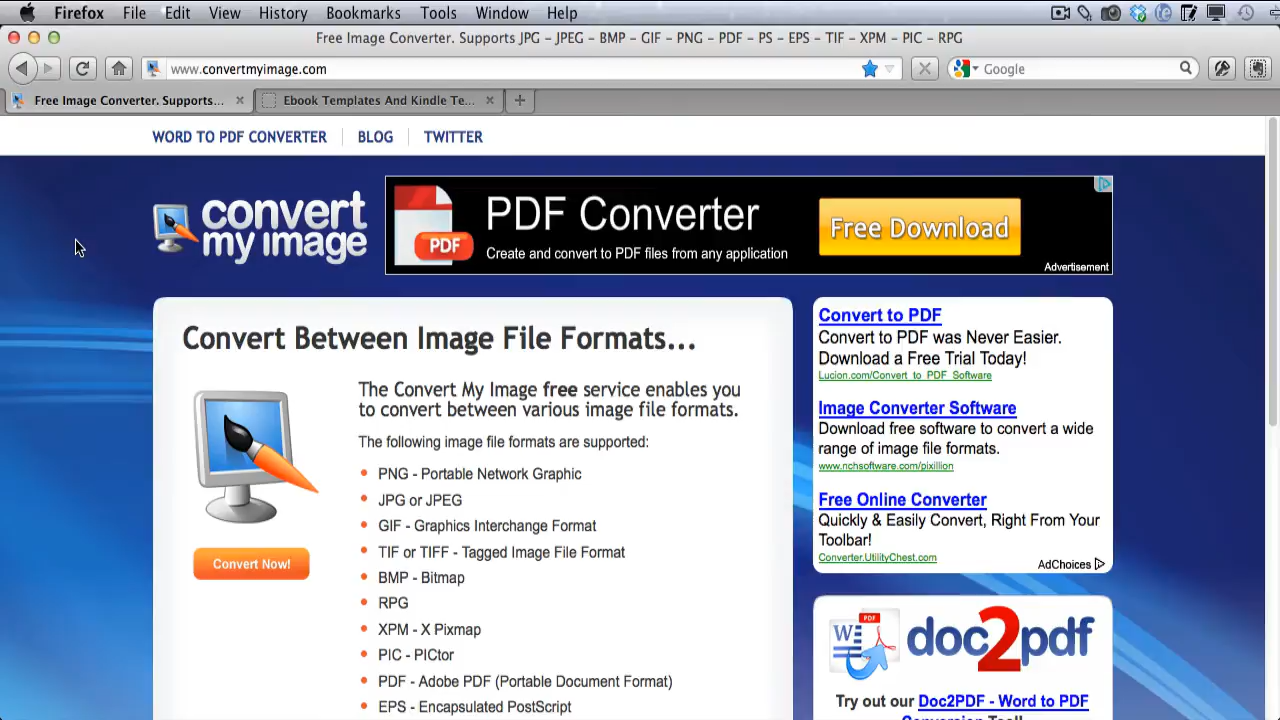 Firefox File Edit View History Bookmarks Tools Window Help
Free Image Converter. Supports JPG – JPEG – BMP – GIF – PNG – PDF – PS – EPS – TIF – XPM – PIC – RPG
www.convertmyimage.com
Google
Free Image Converter. Supports...
Ebook Templates And Kindle Te...
WORD TO PDF CONVERTER
BLOG
TWITTER
convert
my image
PDF
PDF Converter
Create and convert to PDF files from any application
Free Download
Advertisement
Convert Between Image File Formats...
The Convert My Image free service enables you
to convert between various image file formats.
The following image file formats are supported:
PNG - Portable Network Graphic
JPG or JPEG
GIF - Graphics Interchange Format
TIF or TIFF - Tagged Image File Format
BMP - Bitmap
RPG
XPM - X Pixmap
PIC - PICtor
PDF - Adobe PDF (Portable Document Format)
EPS - Encapsulated PostScript
Convert Now!
Convert to PDF
Convert to PDF was Never Easier.
Download a Free Trial Today!
Lucion.com/Convert_to_PDF_Software
Image Converter Software
Download free software to convert a wide
range of image file formats.
www.nchsoftware.com/pixillion
Free Online Converter
Quickly & Easily Convert, Right From Your
Toolbar!
Converter.UtilityChest.com
AdChoices
PDF
W
doc2pdf
Try out our Doc2PDF - Word to PDF
Conversion Tool!